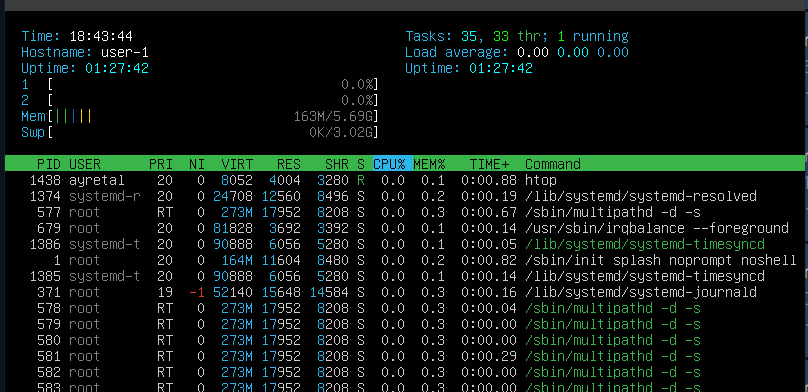 Time: 18:43:44 Tasks: 35, 33 thr; 1 running
Hostname: user-1 Load average: 0.00 0.00 0.00
Uptime: 01:27:42 Uptime: 01:27:42
1 [ 0.0%]
2 [ 0.0%]
Mem[||||| 163M/5.69G]
Swp[ 0K/3.02G]
PID USER PRI NI VIRT RES SHR S CPU% MEM% TIME+ Command
1438 ayretal 20 0 8052 4004 3280 R 0.0 0.1 0:00.88 htop
1374 systemd-r 20 0 24708 12560 8496 S 0.0 0.2 0:00.19 /lib/systemd/systemd-resolved
577 root RT 0 273M 17952 8208 S 0.0 0.3 0:00.67 /sbin/multipathd -d -s
679 root 20 0 81828 3692 3392 S 0.0 0.1 0:00.14 /usr/sbin/irqbalance --foreground
1386 systemd-t 20 0 90888 6056 5280 S 0.0 0.1 0:00.05 /lib/systemd/systemd-timesyncd
1 root 20 0 164M 11604 8480 S 0.0 0.2 0:00.82 /sbin/init splash noprompt noshell
1385 systemd-t 20 0 90888 6056 5280 S 0.0 0.1 0:00.14 /lib/systemd/systemd-timesyncd
371 root 19 -1 52140 15648 14584 S 0.0 0.3 0:00.16 /lib/systemd/systemd-journald
578 root RT 0 273M 17952 8208 S 0.0 0.3 0:00.04 /sbin/multipathd -d -s
579 root RT 0 273M 17952 8208 S 0.0 0.3 0:00.00 /sbin/multipathd -d -s
580 root RT 0 273M 17952 8208 S 0.0 0.3 0:00.00 /sbin/multipathd -d -s
581 root RT 0 273M 17952 8208 S 0.0 0.3 0:00.29 /sbin/multipathd -d -s
582 root RT 0 273M 17952 8208 S 0.0 0.3 0:00.00 /sbin/multipathd -d -s
583 root RT 0 273M 17952 8208 S 0.0 0.3 0:00.00 /sbin/multipathd -d -s